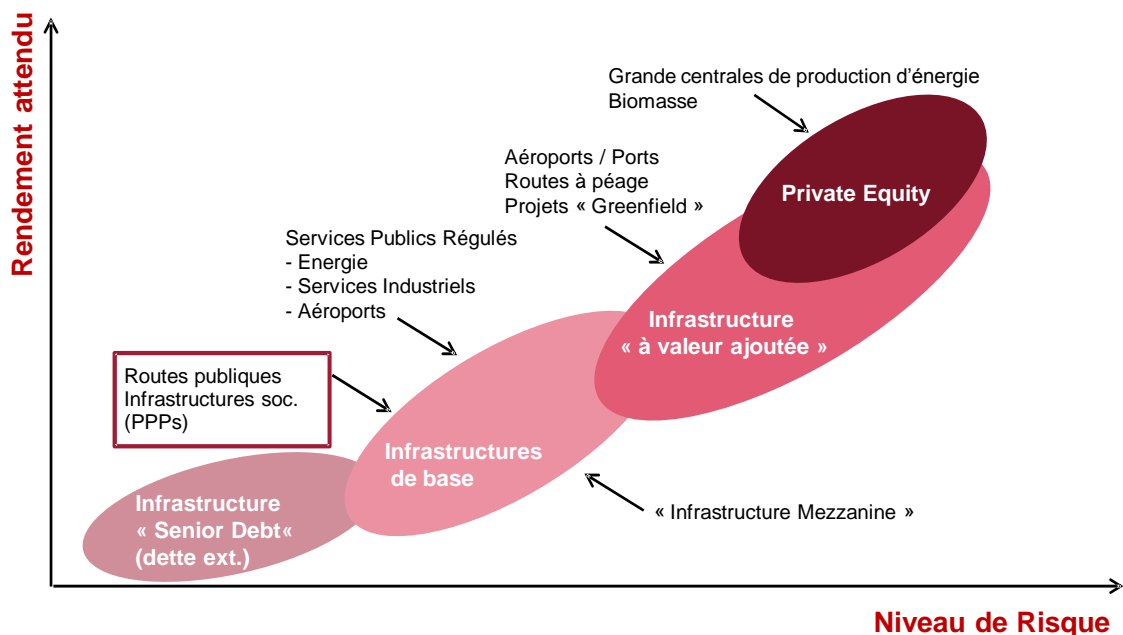 Rendement attendu
Grande centrales de production d’énergie
Biomasse
Aéroports / Ports
Routes à péage
Projets « Greenfield »
Private Equity
Services Publics Régulés
- Energie
- Services Industriels
- Aéroports
Infrastructure
« à valeur ajoutée »
Routes publiques
Infrastructures soc.
(PPPs)
Infrastructures
de base
Infrastructure
« Senior Debt«
(dette ext.)
« Infrastructure Mezzanine »
Niveau de Risque